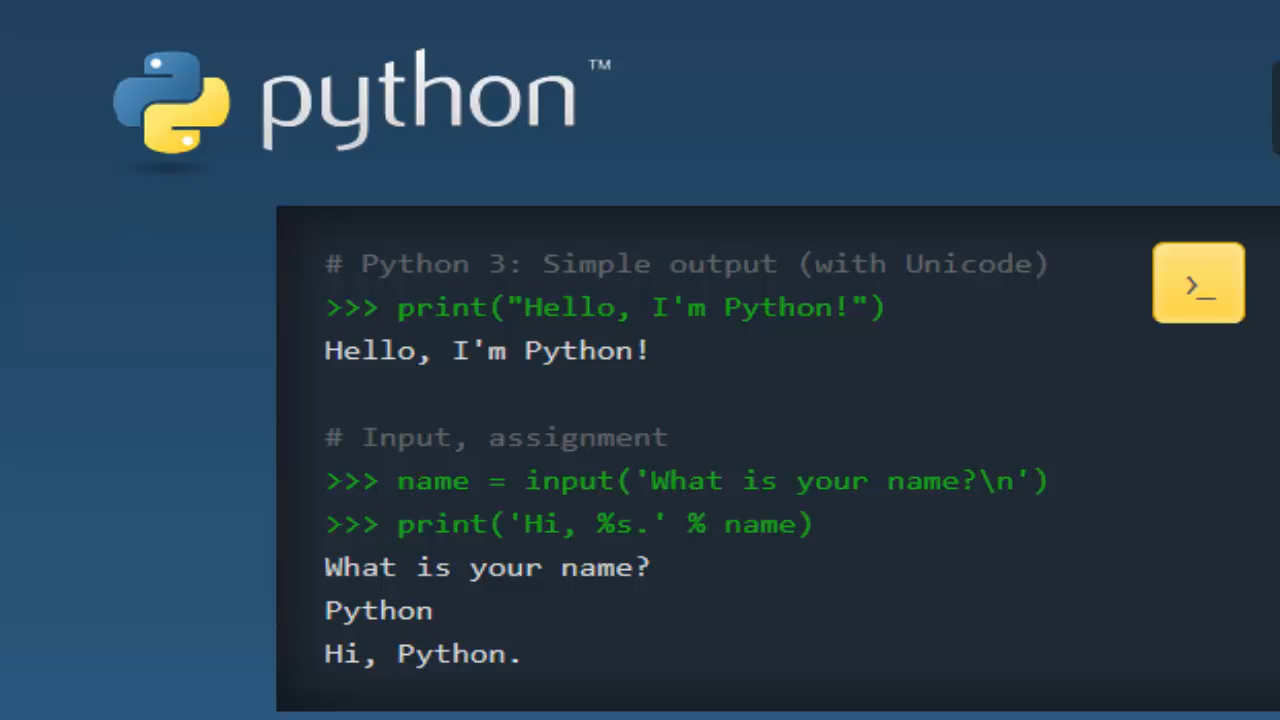 python™
# Python 3: Simple output (with Unicode)
>>> print("Hello, I'm Python!")
Hello, I'm Python!
# Input, assignment
>>> name = input('What is your name?\n')
>>> print('Hi, %s.' % name)
What is your name?
Python
Hi, Python.
>_